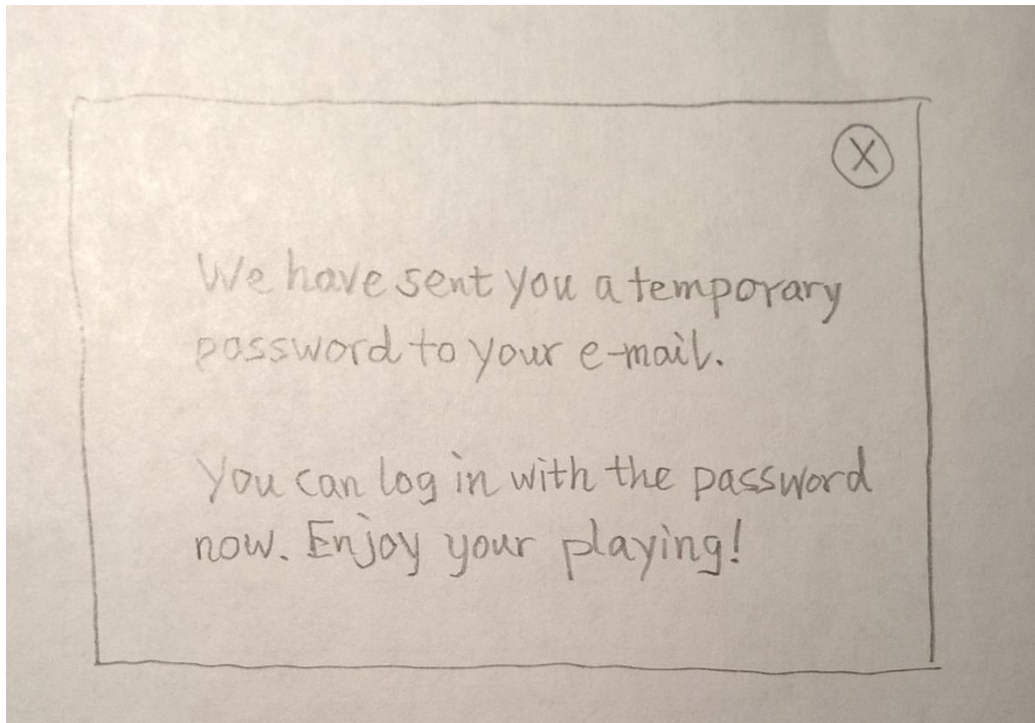 X
We have sent you a temporary
password to your e-mail.
You can log in with the password
now. Enjoy your playing!